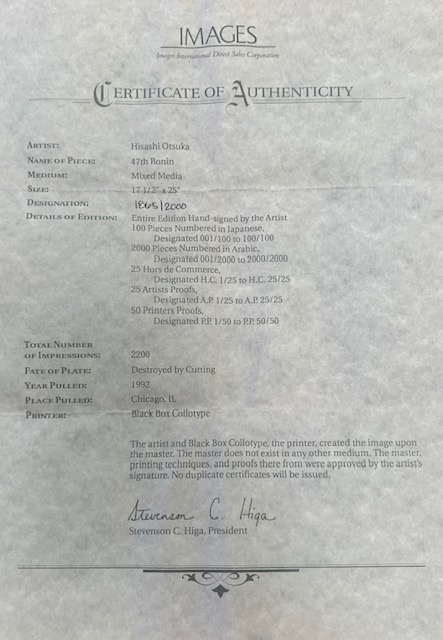 IMAGES
Images International Direct Sales Corporation
CERTIFICATE OF AUTHENTICITY
ARTIST: Hisashi Otsuka
NAME OF PIECE: 47th Ronin
MEDIUM: Mixed Media
SIZE: 17 1/2" x 25"
DESIGNATION: 1865/2000
DETAILS OF EDITION: Entire Edition Hand-signed by the Artist
100 Pieces Numbered in Japanese,
Designated 001/100 to 100/100
2000 Pieces Numbered in Arabic,
Designated 001/2000 to 2000/2000
25 Hors de Commerce,
Designated H.C. 1/25 to H.C. 25/25
25 Artists Proofs,
Designated A.P. 1/25 to A.P. 25/25
50 Printers Proofs,
Designated P.P. 1/50 to P.P. 50/50
TOTAL NUMBER
OF IMPRESSIONS: 2200
FATE OF PLATE: Destroyed by Cutting
YEAR PULLED: 1992
PLACE PULLED: Chicago, IL
PRINTER: Black Box Collotype
The artist and Black Box Collotype, the printer, created the image upon
the master. The master does not exist in any other medium. The master,
printing techniques, and proofs there from were approved by the artist's
signature. No duplicate certificates will be issued.
Stevenson C. Higa
Stevenson C. Higa, President